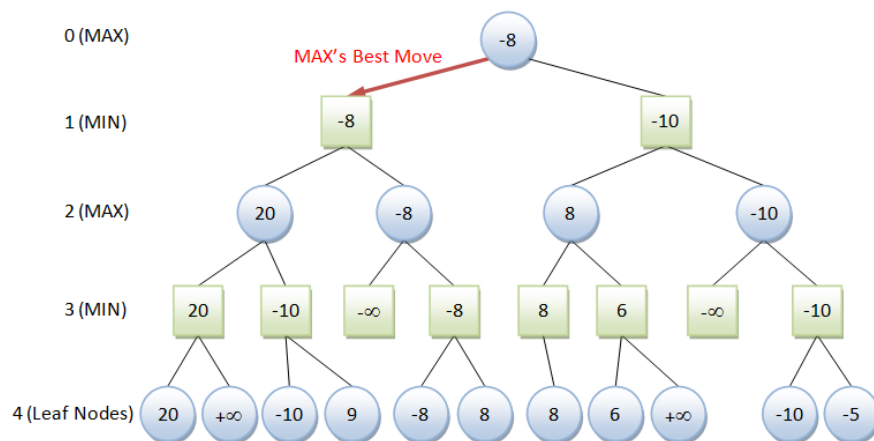 0 (MAX) -8
MAX's Best Move
1 (MIN) -8 -10
2 (MAX) 20 -8 8 -10
3 (MIN) 20 -10 -∞ -8 8 6 -∞ -10
4 (Leaf Nodes) 20 +∞ -10 9 -8 8 8 6 +∞ -10 -5